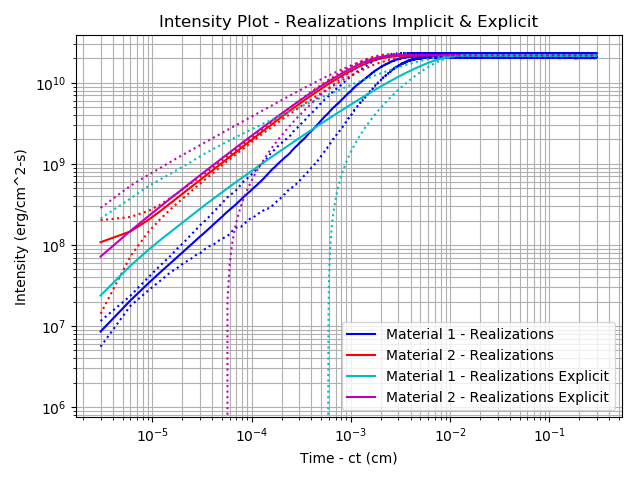 Intensity Plot - Realizations Implicit & Explicit
Intensity (erg/cm^2-s)
10^10
10^9
10^8
10^7
10^6
Material 1 - Realizations
Material 2 - Realizations
Material 1 - Realizations Explicit
Material 2 - Realizations Explicit
10^−5 10^−4 10^−3 10^−2 10^−1
Time - ct (cm)